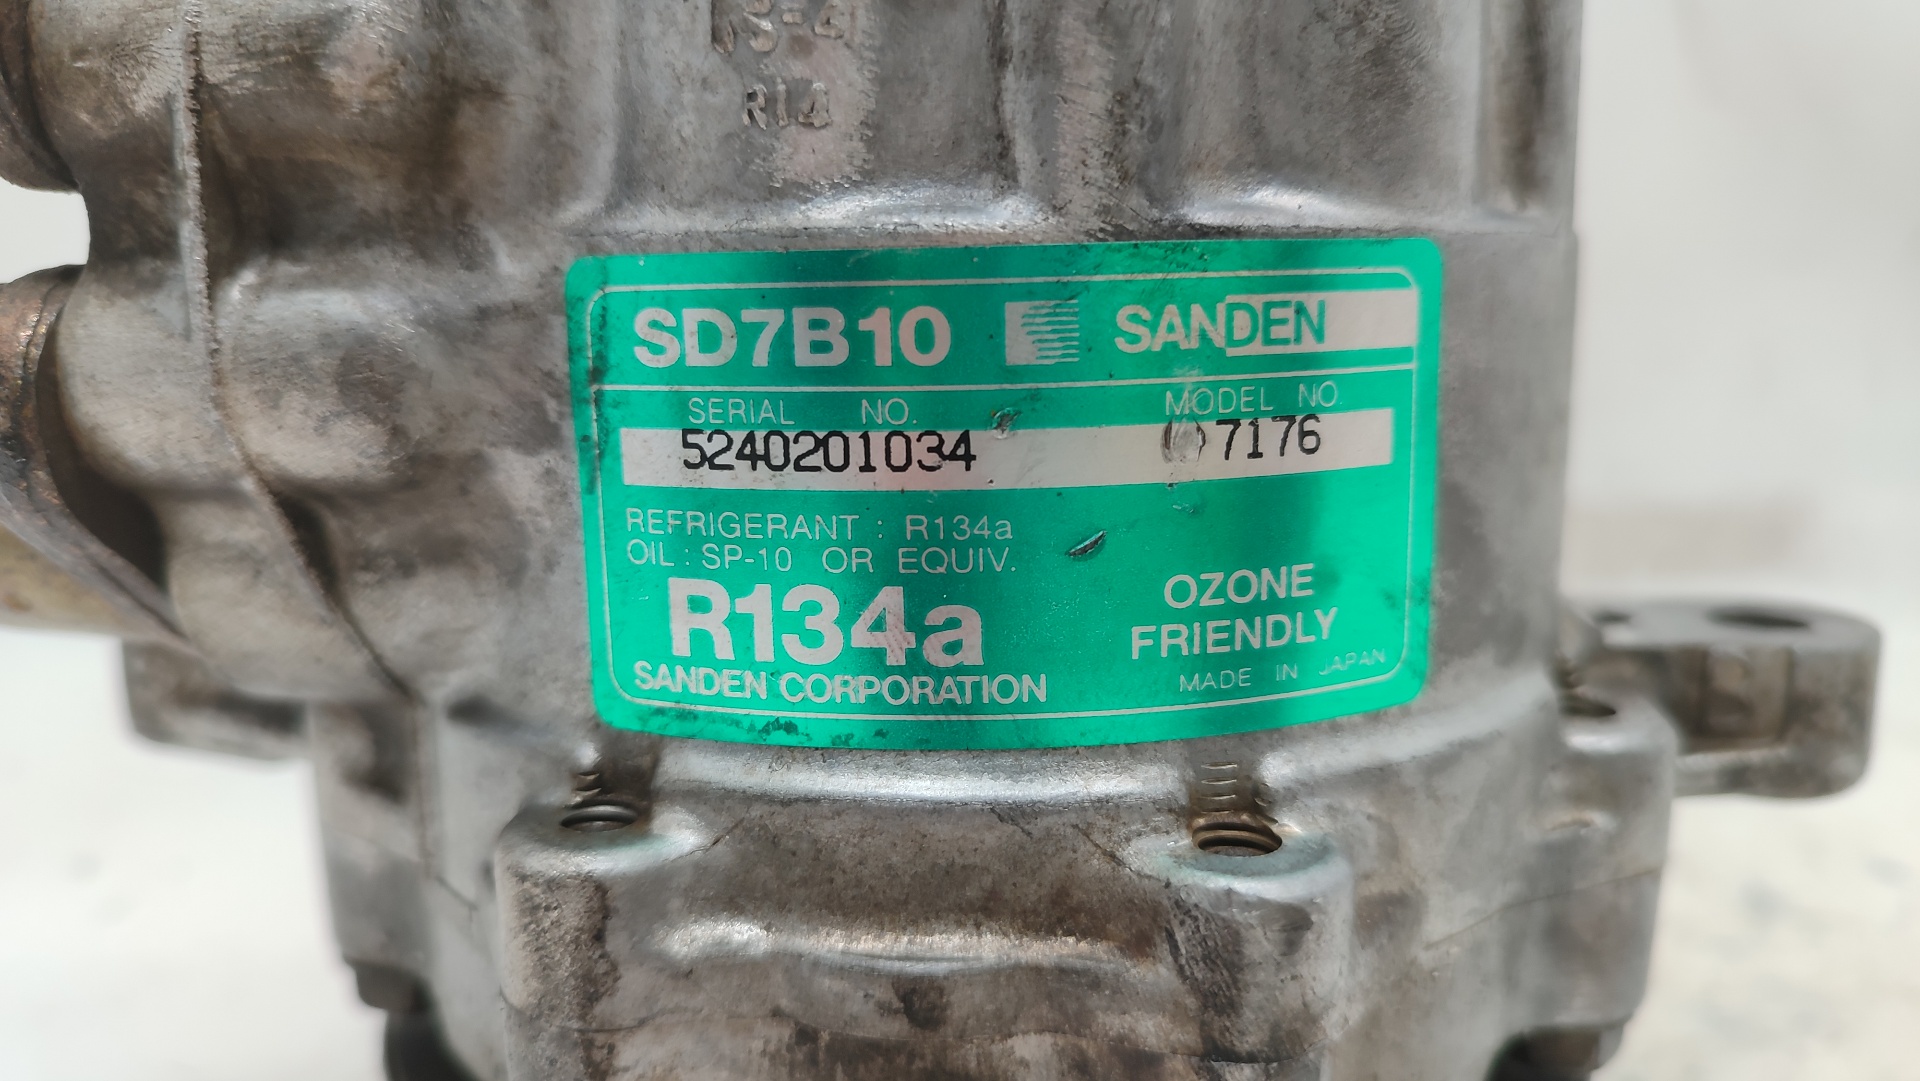 R14
SD7B10 SANDEN
SERIAL NO. MODEL NO.
5240201034 7176
REFRIGERANT : R134a
OIL : SP-10 OR EQUIV.
R134a
OZONE
FRIENDLY
SANDEN CORPORATION
MADE IN JAPAN